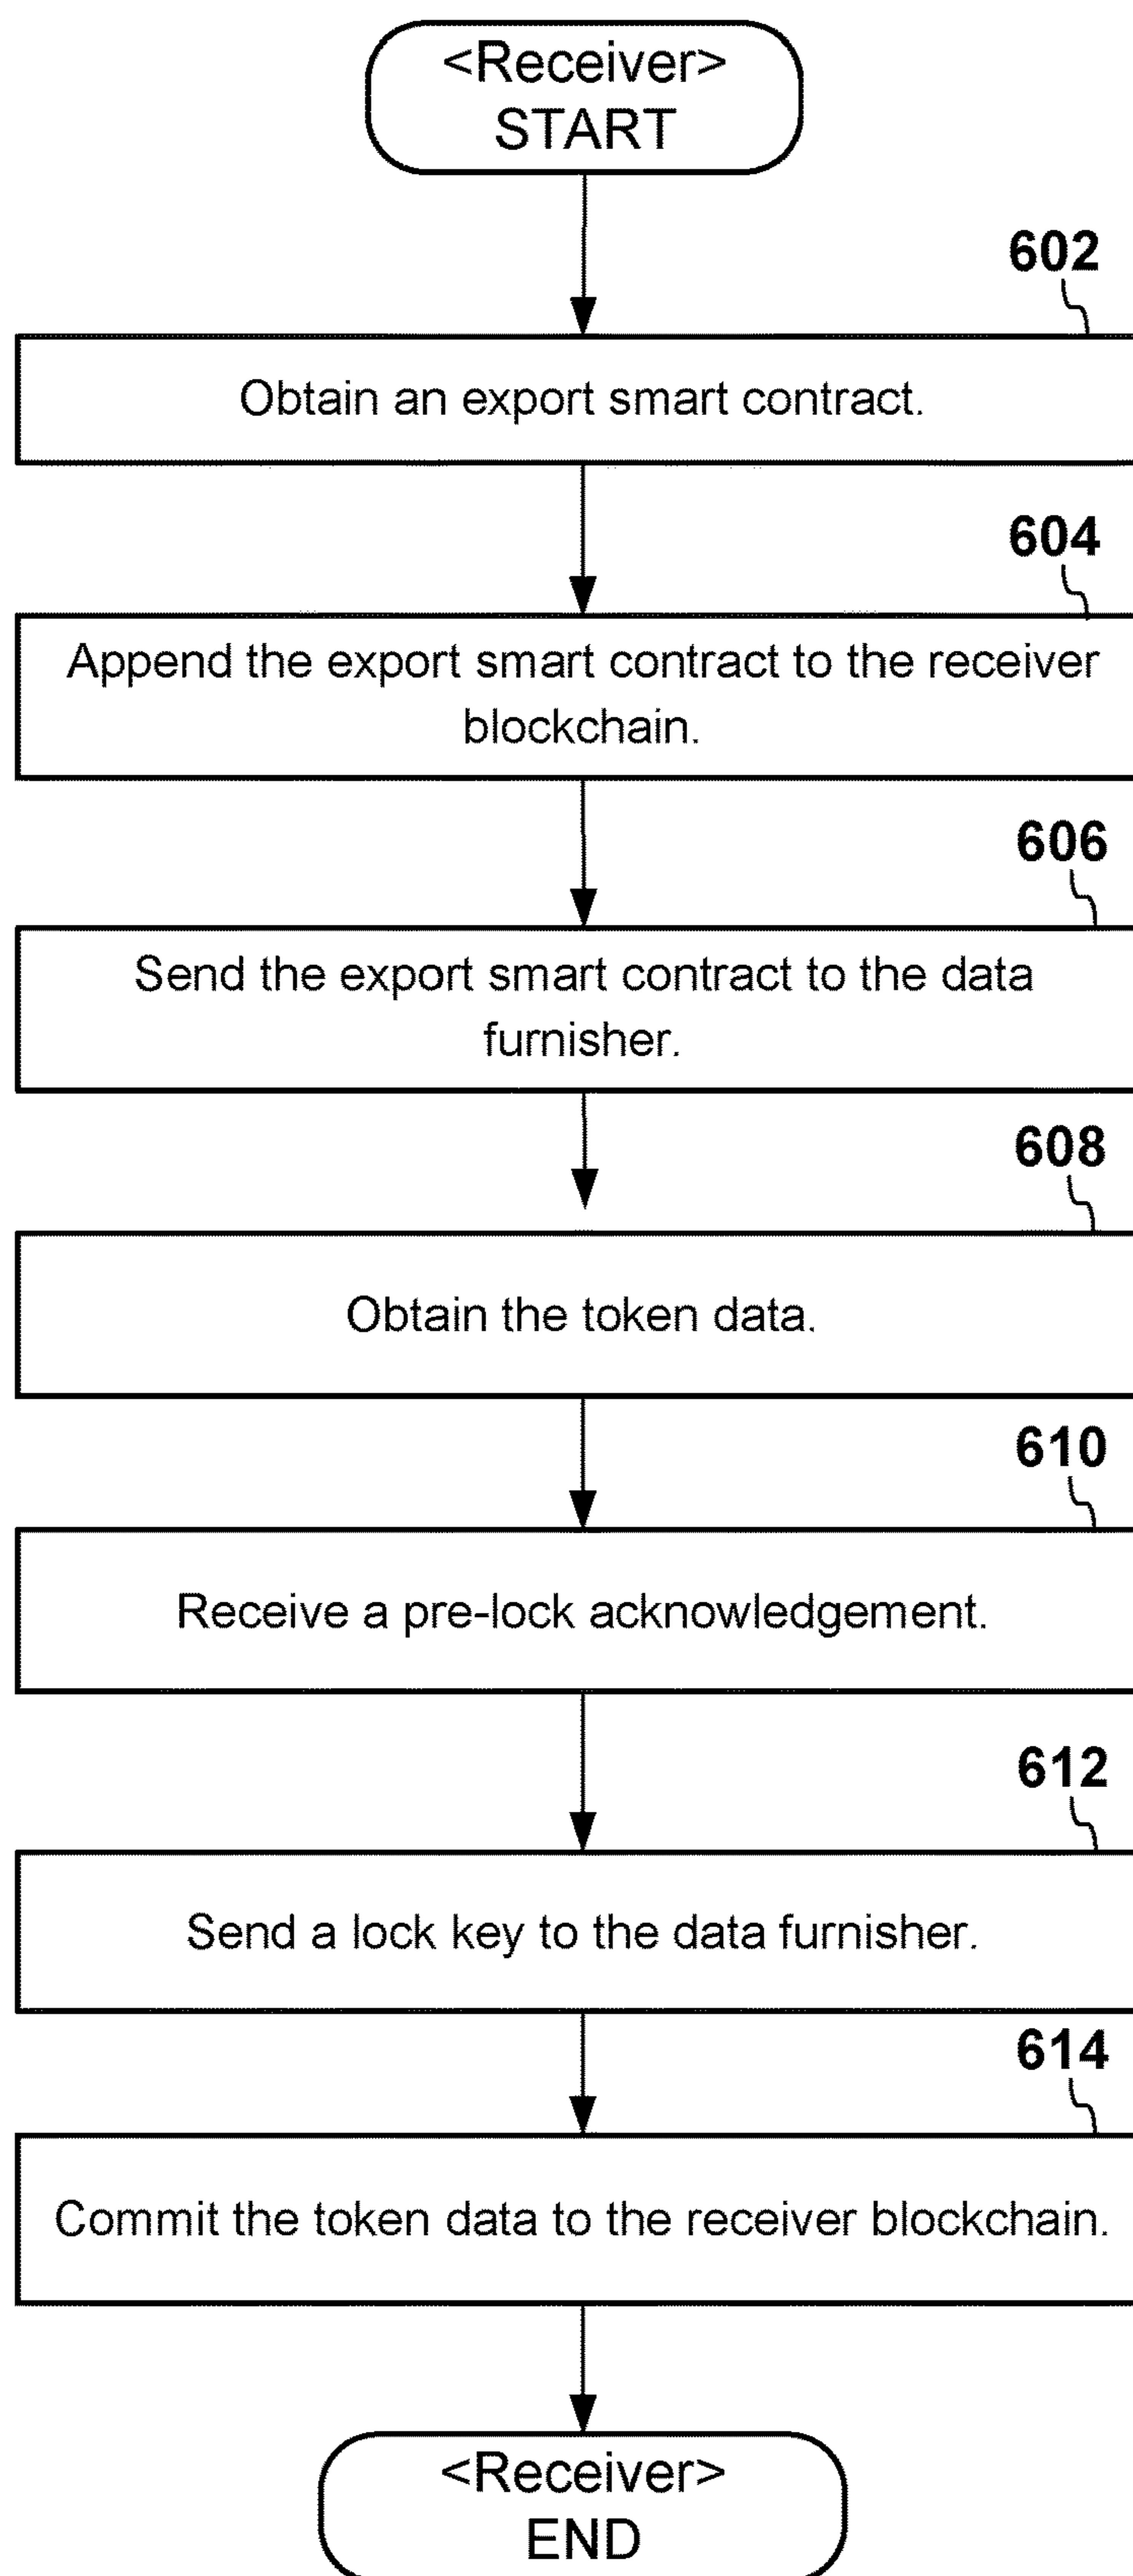 <Receiver>
START
602
Obtain an export smart contract.
604
Append the export smart contract to the receiver
blockchain.
606
Send the export smart contract to the data
furnisher.
608
Obtain the token data.
610
Receive a pre-lock acknowledgement.
612
Send a lock key to the data furnisher.
614
Commit the token data to the receiver blockchain.
<Receiver>
END